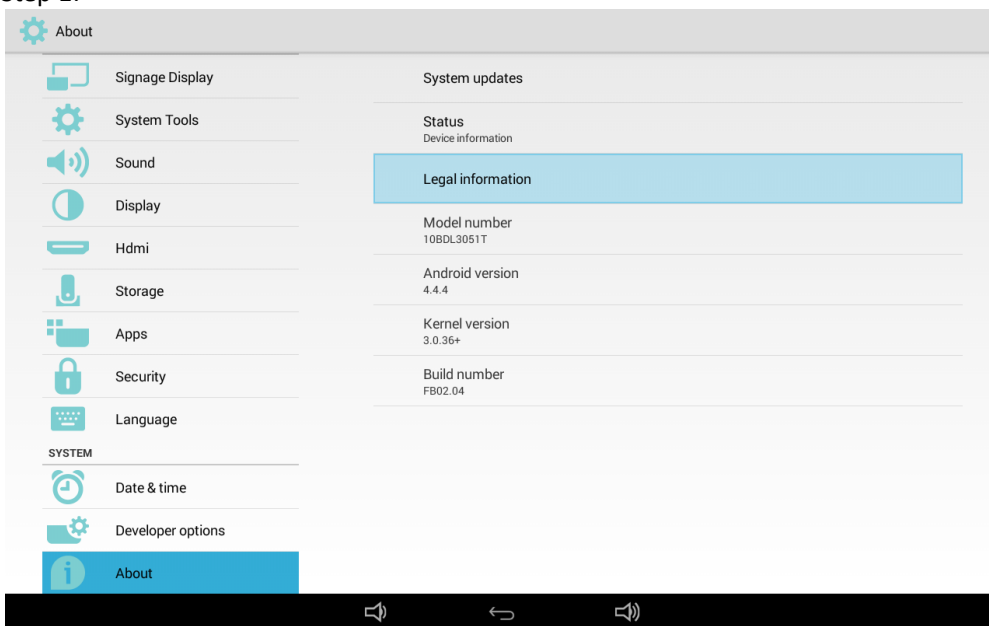 About
Signage Display
System Tools
Sound
Display
Hdmi
Storage
Apps
Security
Language
SYSTEM
Date & time
Developer options
About
System updates
Status
Device information
Legal information
Model number
10BDL3051T
Android version
4.4.4
Kernel version
3.0.36+
Build number
FB02.04